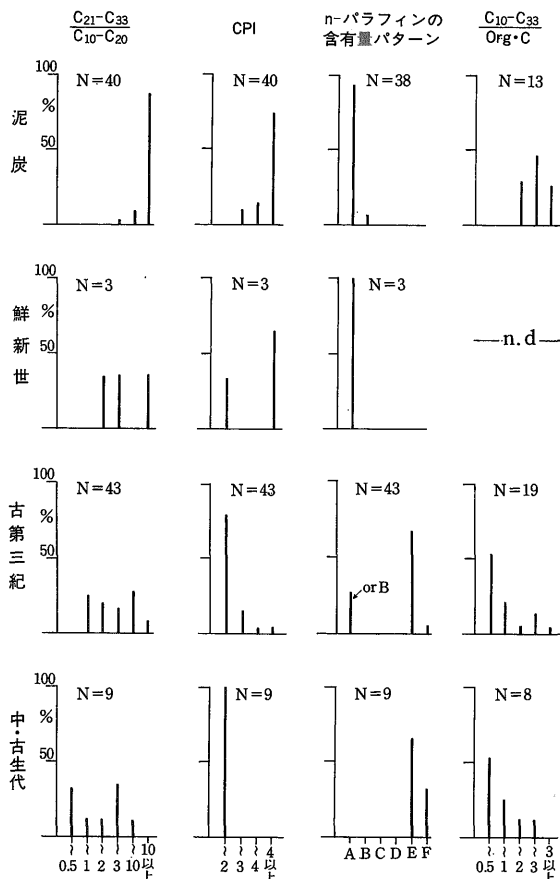 C₂₁-C₃₃
C₁₀-C₂₀
CPI
n-パラフィンの
含有量パターン
C₁₀-C₃₃
Org・C
泥炭
100
%
50
N=40
N=40
N=38
N=13
鮮新世
100
%
50
N=3
N=3
N=3
n.d
古第三紀
100
%
50
N=43
N=43
N=43
orB
N=19
中・古生代
100
%
50
N=9
N=9
N=9
N=8
~0.5 ~1 ~2 ~3 ~10 10以上
~2 ~3 ~4 4以上
A B C D E F
~0.5 ~1 ~2 ~3 3以上